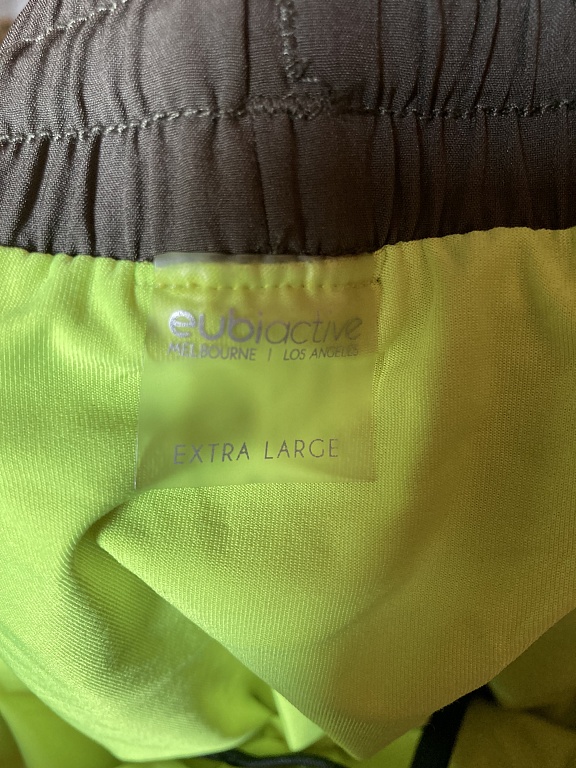 eubiactive
MELBOURNE | LOS ANGELES
EXTRA LARGE